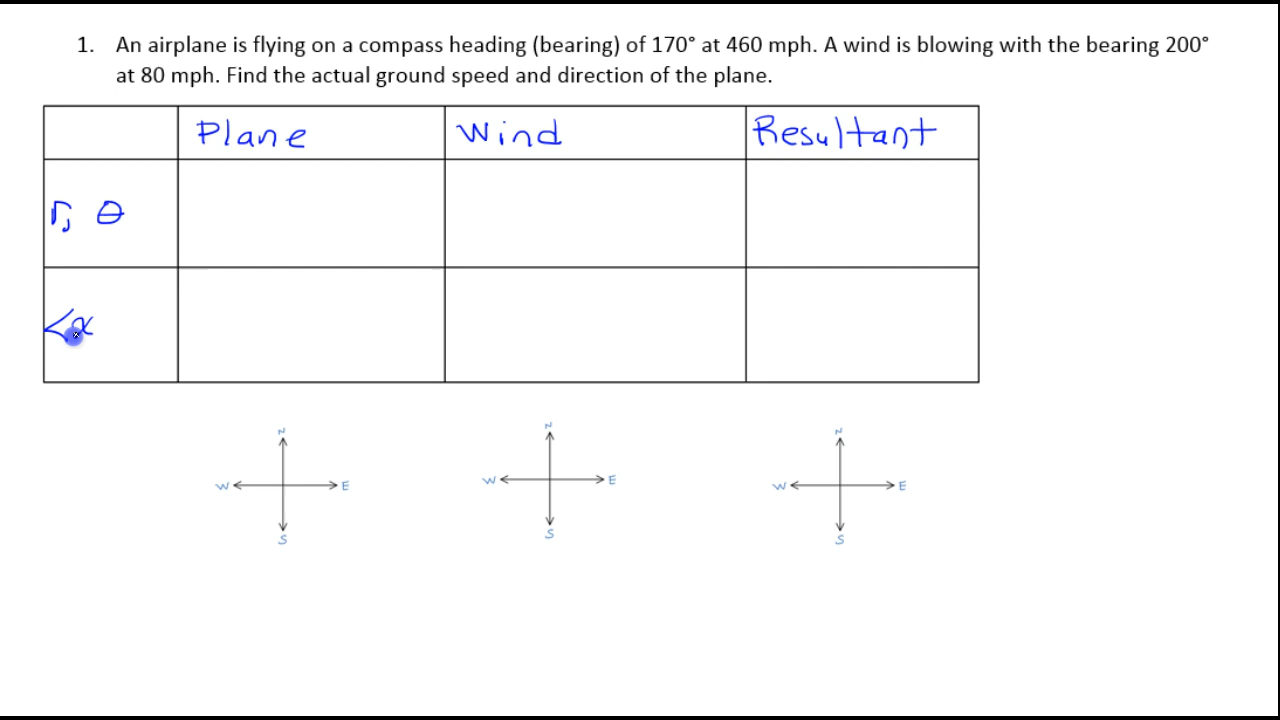 1. An airplane is flying on a compass heading (bearing) of 170° at 460 mph. A wind is blowing with the bearing 200°
at 80 mph. Find the actual ground speed and direction of the plane.
Plane Wind Resultant
r, θ
<x
N N N
W E W E W E
S S S